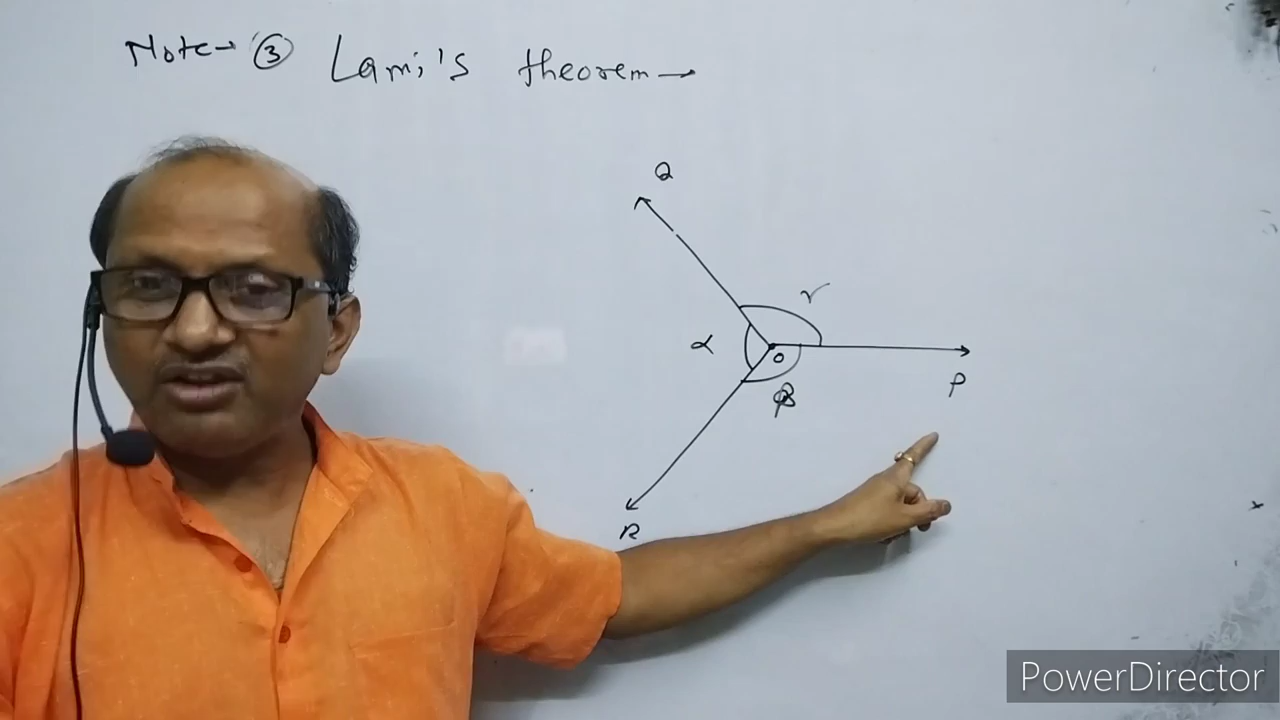 Note→ ③ Lami's theorem→
Q
γ
α
O
β
P
R
PowerDirector